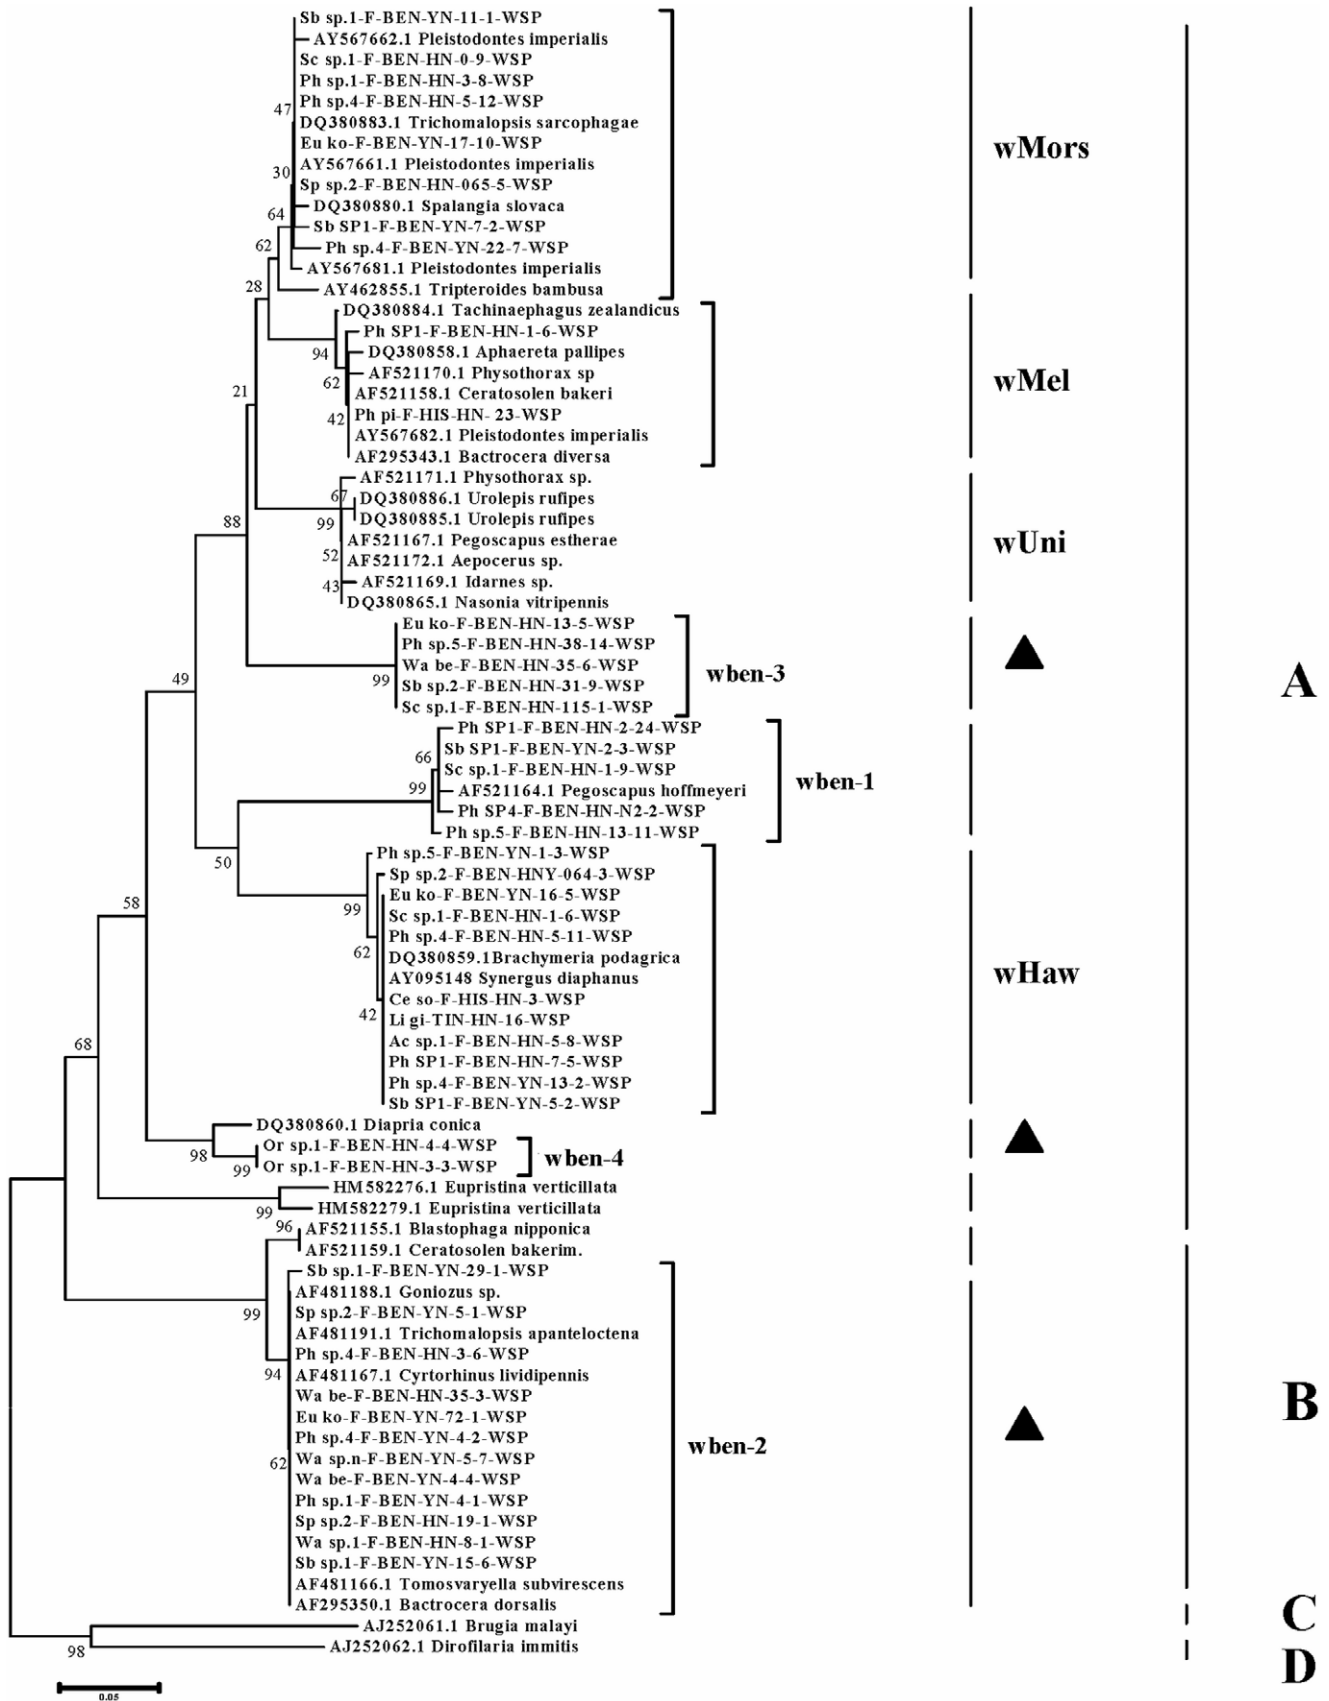 Sb sp.1-F-BEN-YN-11-1-WSP
AY567662.1 Pleistodontes imperialis
Sc sp.1-F-BEN-HN-0-9-WSP
Ph sp.1-F-BEN-HN-3-8-WSP
Ph sp.4-F-BEN-HN-5-12-WSP
47
DQ380883.1 Trichomalopsis sarcophagae
Eu ko-F-BEN-YN-17-10-WSP
wMors
AY567661.1 Pleistodontes imperialis
30
Sp sp.2-F-BEN-HN-065-5-WSP
DQ380880.1 Spalangia slovaca
64
Sb SP1-F-BEN-YN-7-2-WSP
62
Ph sp.4-F-BEN-YN-22-7-WSP
AY567681.1 Pleistodontes imperialis
28
AY462855.1 Tripteroides bambusa
DQ380884.1 Tachinaephagus zealandicus
Ph SP1-F-BEN-HN-1-6-WSP
94
DQ380858.1 Aphaereta pallipes
62
AF521170.1 Physothorax sp
wMel
21
AF521158.1 Ceratosolen bakeri
42
Ph pi-F-HIS-HN- 23-WSP
AY567682.1 Pleistodontes imperialis
AF295343.1 Bactrocera diversa
AF521171.1 Physothorax sp.
67
DQ380886.1 Urolepis rufipes
88
99
DQ380885.1 Urolepis rufipes
AF521167.1 Pegoscapus estherae
wUni
52
AF521172.1 Aepocerus sp.
43
AF521169.1 Idarnes sp.
DQ380865.1 Nasonia vitripennis
Eu ko-F-BEN-HN-13-5-WSP
Ph sp.5-F-BEN-HN-38-14-WSP
Wa be-F-BEN-HN-35-6-WSP
wben-3
49
99
Sb sp.2-F-BEN-HN-31-9-WSP
A
Sc sp.1-F-BEN-HN-115-1-WSP
Ph SP1-F-BEN-HN-2-24-WSP
66
Sb SP1-F-BEN-YN-2-3-WSP
Sc sp.1-F-BEN-HN-1-9-WSP
wben-1
99
AF521164.1 Pegoscapus hoffmeyeri
Ph SP4-F-BEN-HN-N2-2-WSP
Ph sp.5-F-BEN-HN-13-11-WSP
50
Ph sp.5-F-BEN-YN-1-3-WSP
Sp sp.2-F-BEN-HNY-064-3-WSP
58
99
Eu ko-F-BEN-YN-16-5-WSP
Sc sp.1-F-BEN-HN-1-6-WSP
62
Ph sp.4-F-BEN-HN-5-11-WSP
DQ380859.1Brachymeria podagrica
wHaw
AY095148 Synergus diaphanus
Ce so-F-HIS-HN-3-WSP
42
Li gi-TIN-HN-16-WSP
68
Ac sp.1-F-BEN-HN-5-8-WSP
Ph SP1-F-BEN-HN-7-5-WSP
Ph sp.4-F-BEN-YN-13-2-WSP
Sb SP1-F-BEN-YN-5-2-WSP
DQ380860.1 Diapria conica
98
Or sp.1-F-BEN-HN-4-4-WSP
wben-4
99
Or sp.1-F-BEN-HN-3-3-WSP
HM582276.1 Eupristina verticillata
99
HM582279.1 Eupristina verticillata
96
AF521155.1 Blastophaga nipponica
AF521159.1 Ceratosolen bakerim.
Sb sp.1-F-BEN-YN-29-1-WSP
AF481188.1 Goniozus sp.
99
Sp sp.2-F-BEN-YN-5-1-WSP
AF481191.1 Trichomalopsis apanteloctena
Ph sp.4-F-BEN-HN-3-6-WSP
94
AF481167.1 Cyrtorhinus lividipennis
Wa be-F-BEN-HN-35-3-WSP
B
Eu ko-F-BEN-YN-72-1-WSP
Ph sp.4-F-BEN-YN-4-2-WSP
wben-2
62
Wa sp.n-F-BEN-YN-5-7-WSP
Wa be-F-BEN-YN-4-4-WSP
Ph sp.1-F-BEN-YN-4-1-WSP
Sp sp.2-F-BEN-HN-19-1-WSP
Wa sp.1-F-BEN-HN-8-1-WSP
Sb sp.1-F-BEN-YN-15-6-WSP
AF481166.1 Tomosvaryella subvirescens
AF295350.1 Bactrocera dorsalis
C
AJ252061.1 Brugia malayi
98
AJ252062.1 Dirofilaria immitis
D
0.05